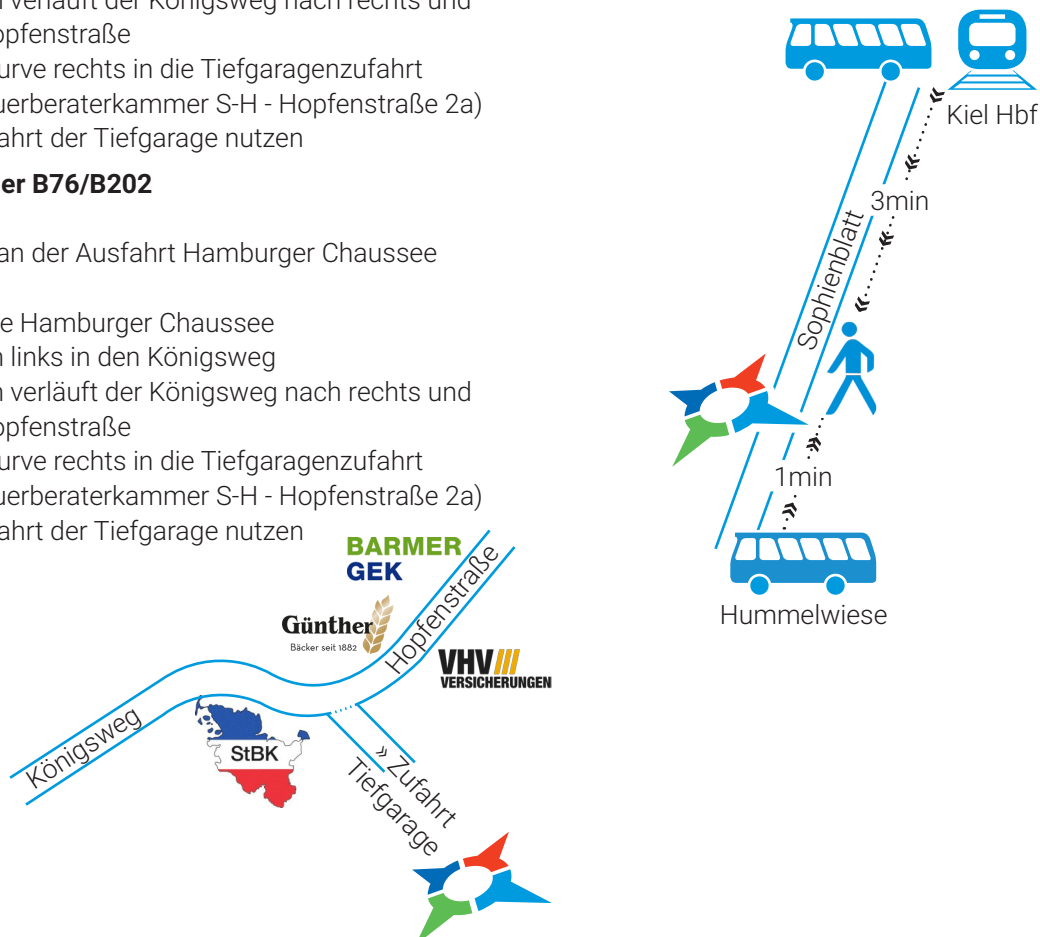 n verläuft der Königsweg nach rechts und
opfenstraße
urve rechts in die Tiefgaragenzufahrt
uerberaterkammer S-H - Hopfenstraße 2a)
ahrt der Tiefgarage nutzen
er B76/B202
an der Ausfahrt Hamburger Chaussee
e Hamburger Chaussee
n links in den Königsweg
n verläuft der Königsweg nach rechts und
opfenstraße
urve rechts in die Tiefgaragenzufahrt
uerberaterkammer S-H - Hopfenstraße 2a)
ahrt der Tiefgarage nutzen
Kiel Hbf
3min
Sophienblatt
1min
Hummelwiese
BARMER
GEK
Günther
Bäcker seit 1882
Hopfenstraße
VHV
VERSICHERUNGEN
Königsweg
StBK
» Zufahrt
Tiefgarage